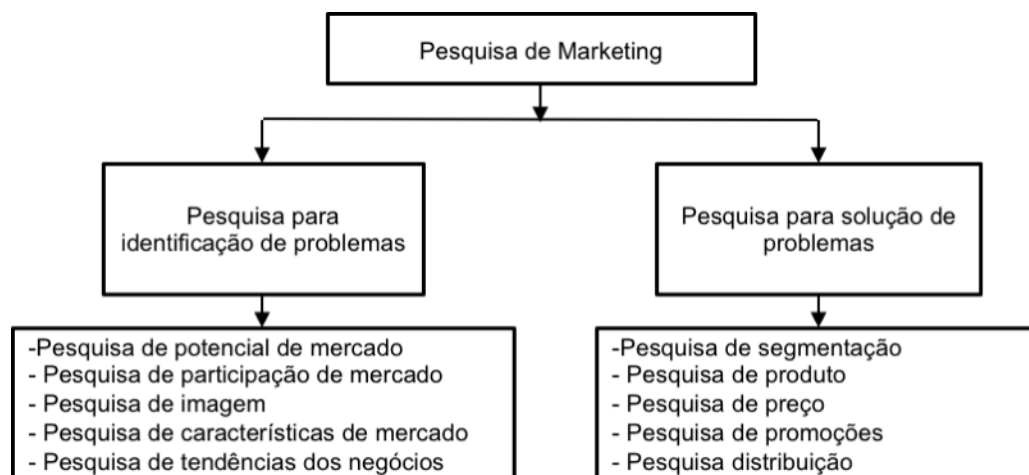 Pesquisa de Marketing
Pesquisa para
identificação de problemas
Pesquisa para solução de
problemas
-Pesquisa de potencial de mercado
- Pesquisa de participação de mercado
- Pesquisa de imagem
- Pesquisa de características de mercado
- Pesquisa de tendências dos negócios
-Pesquisa de segmentação
- Pesquisa de produto
- Pesquisa de preço
- Pesquisa de promoções
- Pesquisa distribuição